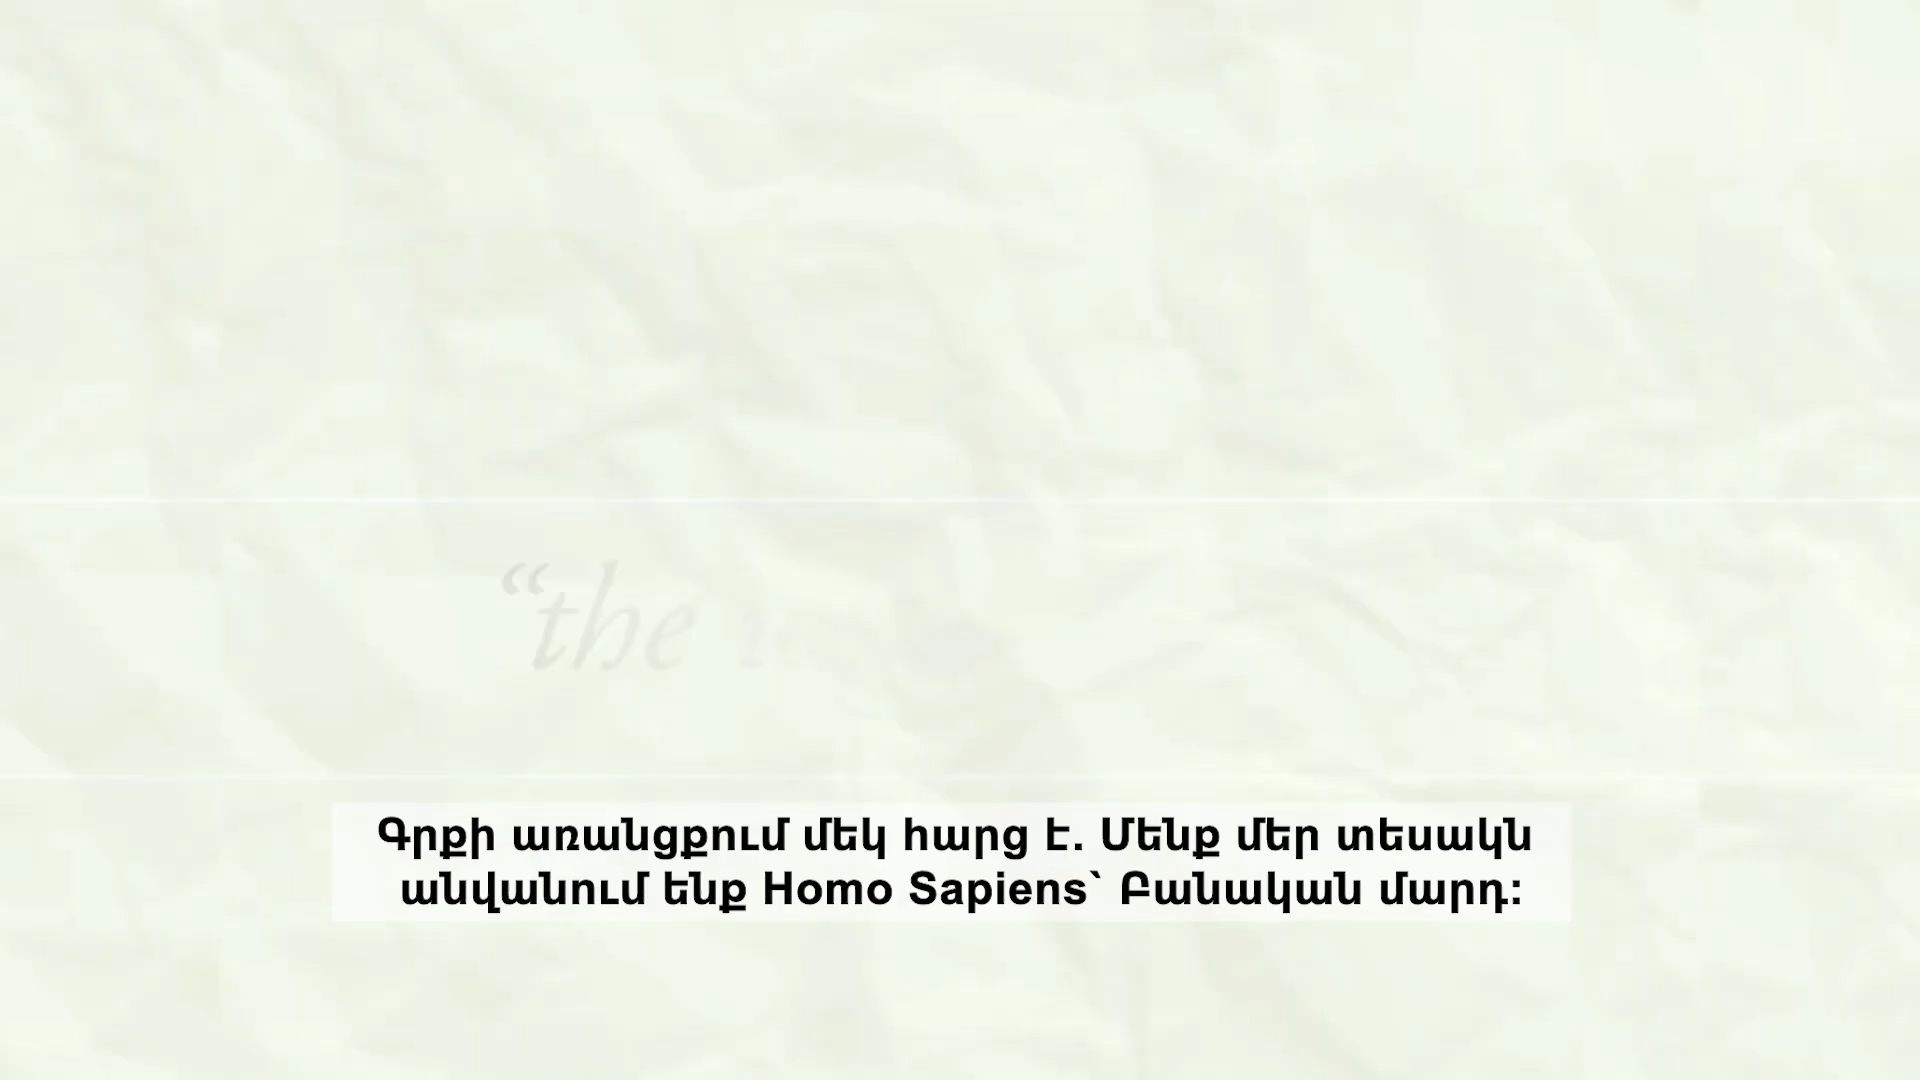 “the
Գրքի առանցքում մեկ հարց է. Մենք մեր տեսակն
անվանում ենք Homo Sapiens` Բանական մարդ: